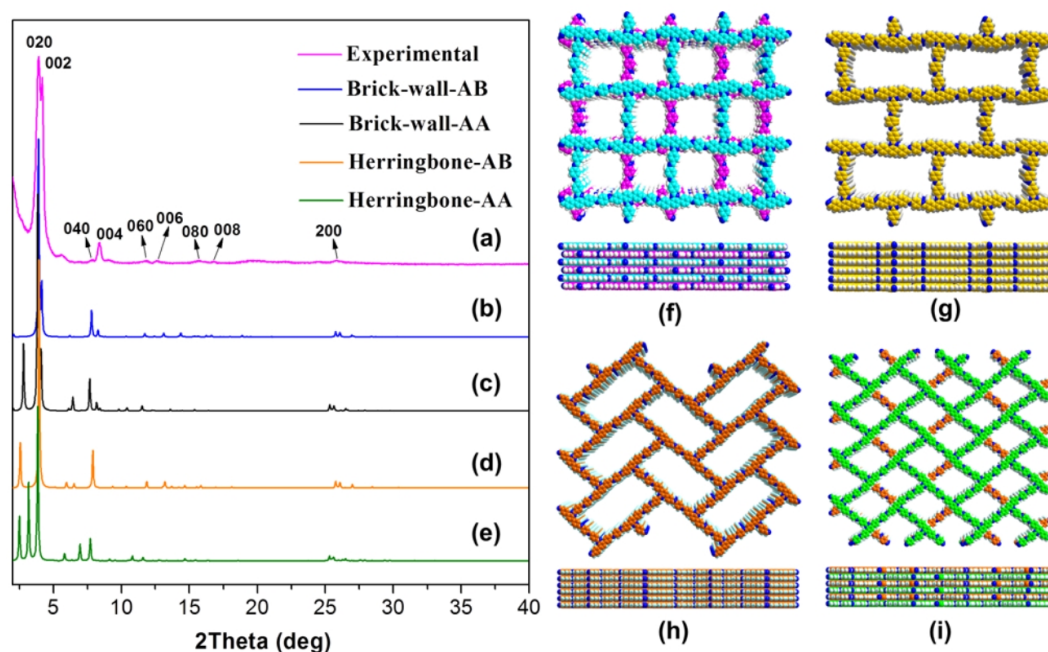 020
002
Experimental
Brick-wall-AB
Brick-wall-AA
Herringbone-AB
Herringbone-AA
040
004
060
006
080
008
200
(a)
(b)
(c)
(d)
(e)
5 10 15 20 25 30 35 40
2Theta (deg)
(f)
(g)
(h)
(i)